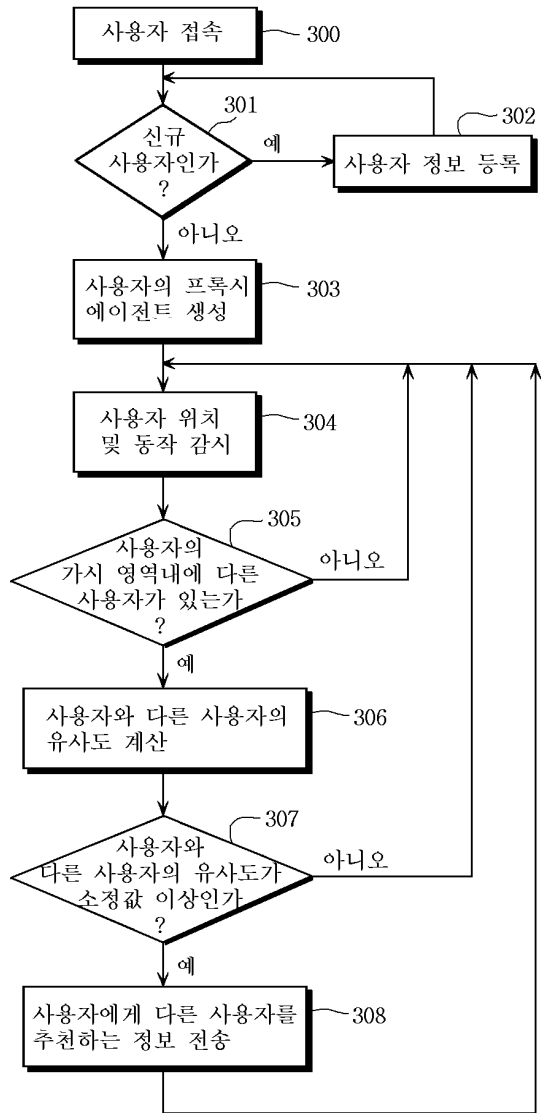 사용자 접속
300
301
신규
사용자인가
?
예
302
사용자 정보 등록
아니오
사용자의 프록시
에이전트 생성
303
사용자 위치
및 동작 감시
304
305
사용자의
가시 영역내에 다른
사용자가 있는가
?
아니오
예
사용자와 다른 사용자의
유사도 계산
306
307
사용자와
다른 사용자의 유사도가
소정값 이상인가
?
아니오
예
사용자에게 다른 사용자를
추천하는 정보 전송
308